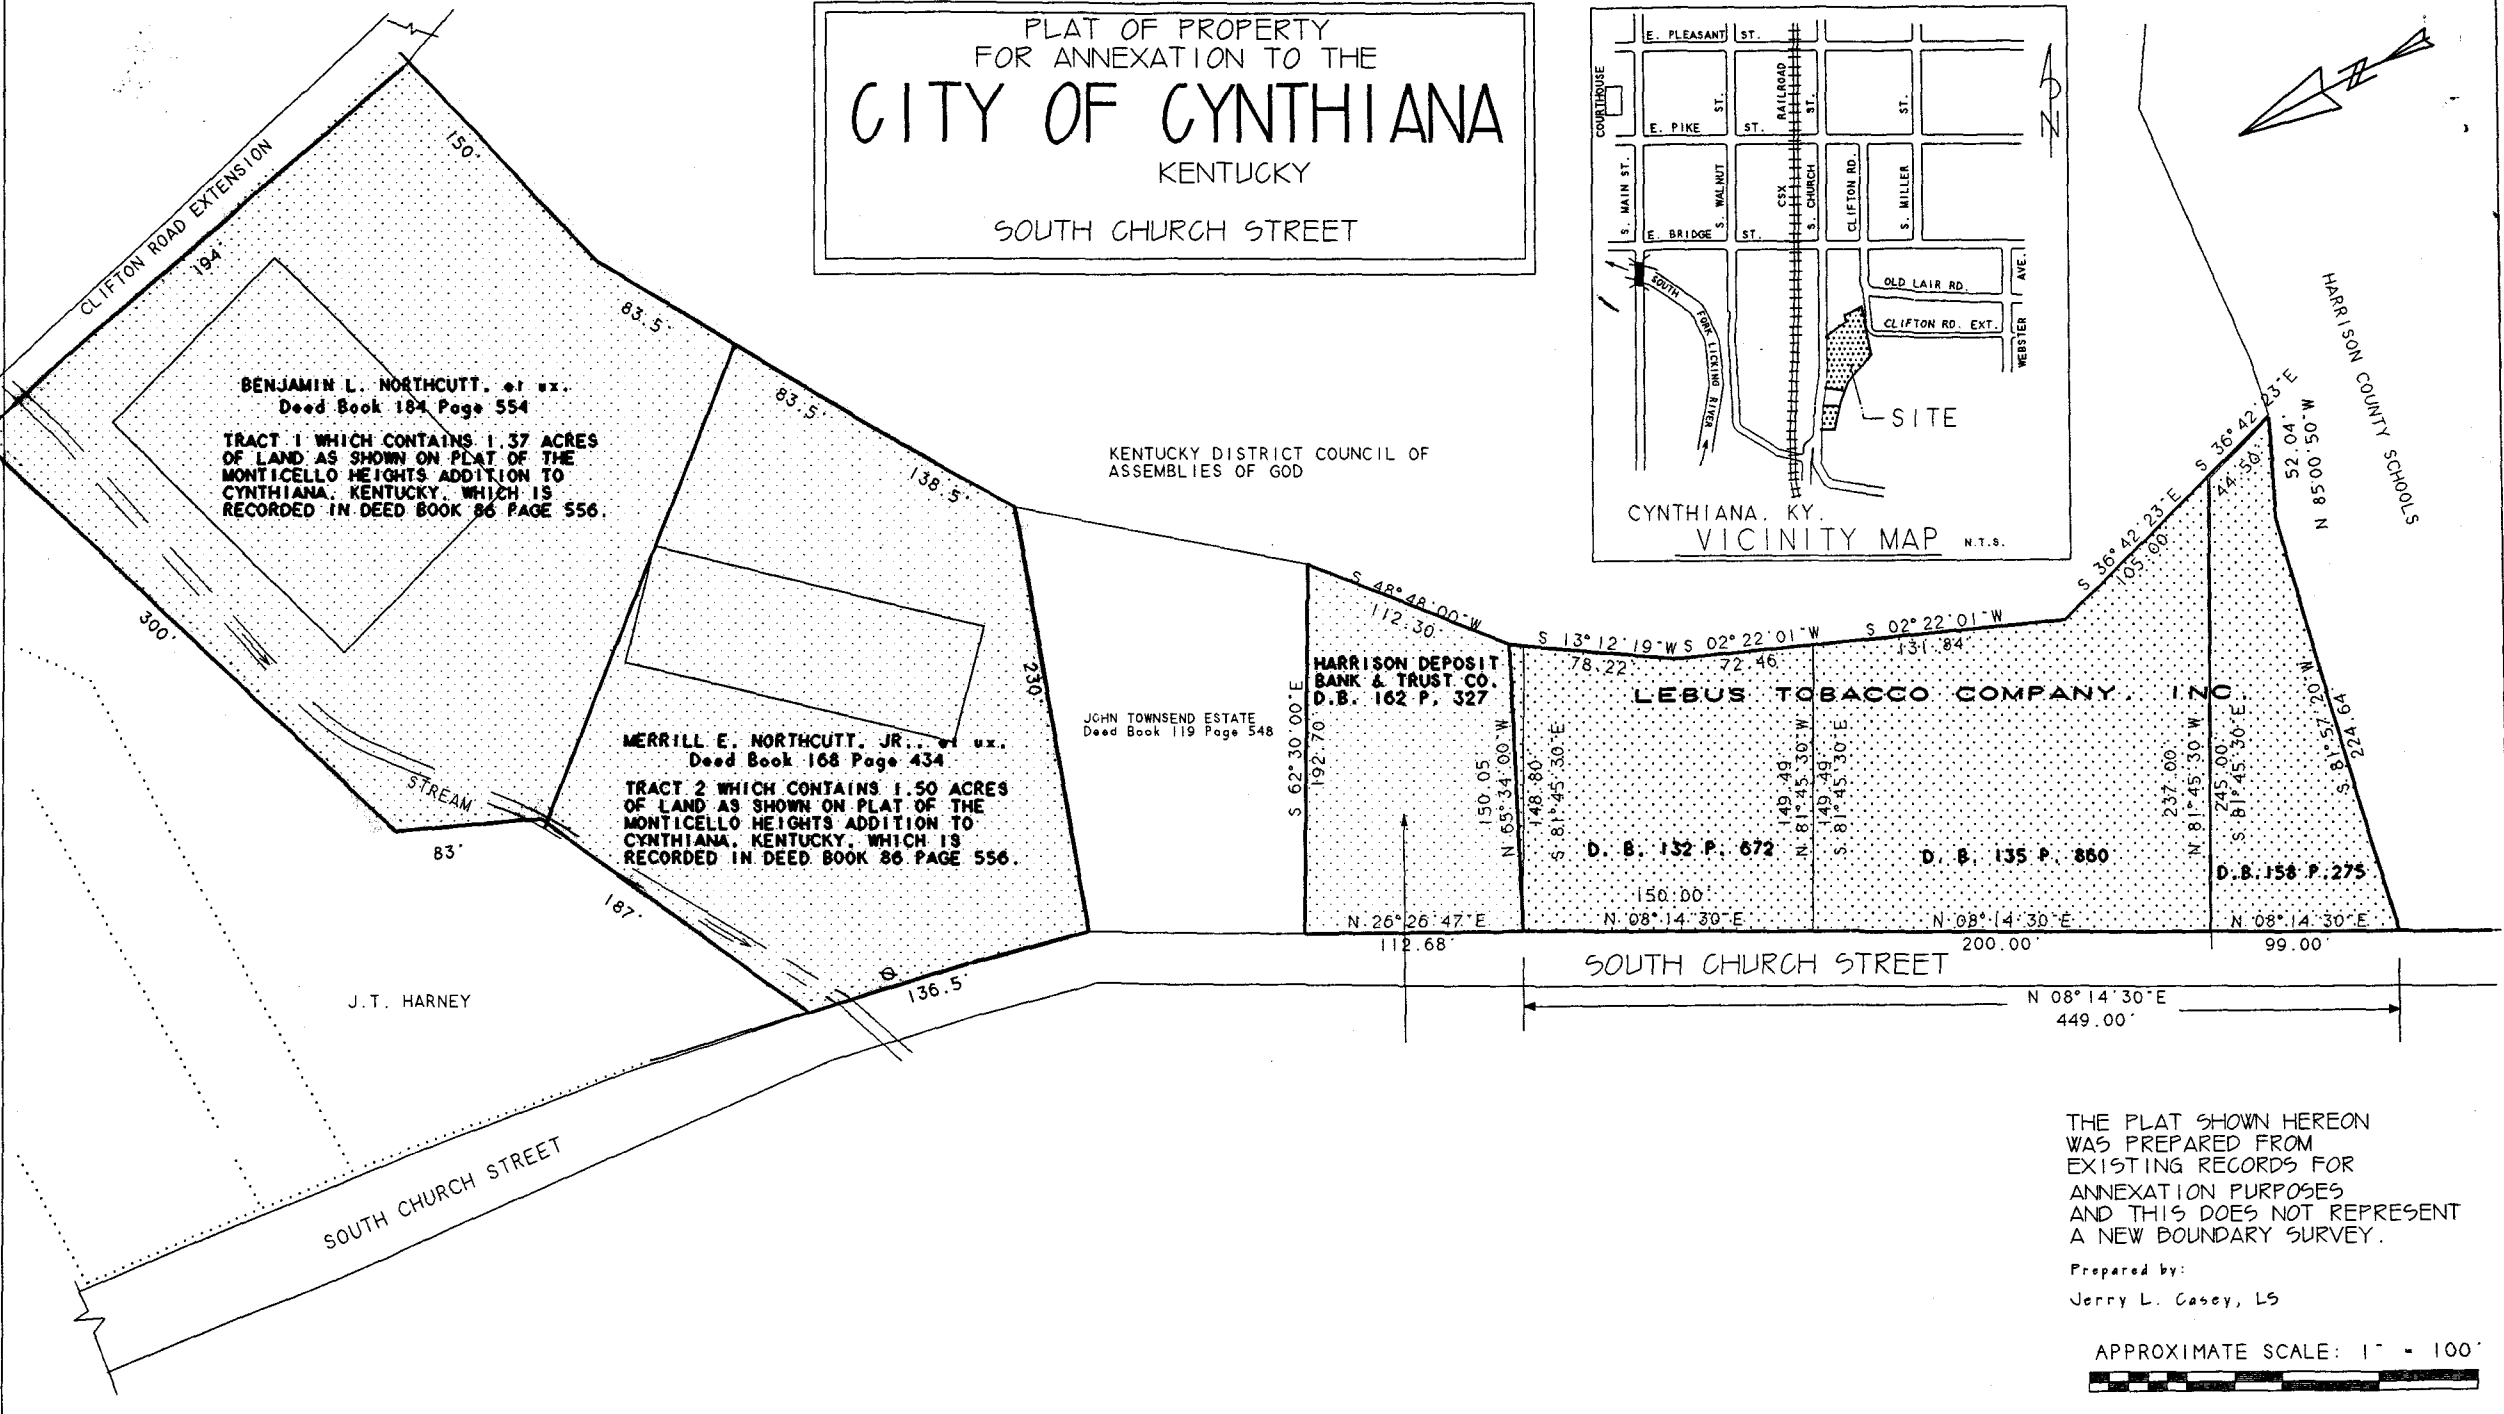 PLAT OF PROPERTY
FOR ANNEXATION TO THE
CITY OF CYNTHIANA
KENTUCKY
SOUTH CHURCH STREET
E. PLEASANT ST.
COURTHOUSE
ST.
RAILROAD
ST.
ST.
E. PIKE ST.
S. MAIN ST.
S. WALNUT
CSX
S. CHURCH
CLIFTON RD.
S. MILLER
E. BRIDGE ST.
SOUTH FORK LICKING RIVER
OLD LAIR RD.
CLIFTON RD. EXT.
WEBSTER AVE.
SITE
N
CYNTHIANA, KY.
VICINITY MAP N.T.S.
N
CLIFTON ROAD EXTENSION
194'
150'
83.5'
83.5'
138.5'
230'
300'
83'
187'
136.5'
STREAM
BENJAMIN L. NORTHCUTT, et ux.
Deed Book 184 Page 554
TRACT 1 WHICH CONTAINS 1.37 ACRES
OF LAND AS SHOWN ON PLAT OF THE
MONTICELLO HEIGHTS ADDITION TO
CYNTHIANA, KENTUCKY, WHICH IS
RECORDED IN DEED BOOK 86 PAGE 556.
MERRILL E. NORTHCUTT, JR., et ux.
Deed Book 168 Page 434
TRACT 2 WHICH CONTAINS 1.50 ACRES
OF LAND AS SHOWN ON PLAT OF THE
MONTICELLO HEIGHTS ADDITION TO
CYNTHIANA, KENTUCKY, WHICH IS
RECORDED IN DEED BOOK 86 PAGE 556.
J.T. HARNEY
SOUTH CHURCH STREET
KENTUCKY DISTRICT COUNCIL OF
ASSEMBLIES OF GOD
JOHN TOWNSEND ESTATE
Deed Book 119 Page 548
HARRISON DEPOSIT
BANK & TRUST CO.
D.B. 162 P. 327
S 48°48'00"W
112.30'
S 62°30'00"E
192.70'
150.05'
N 65°34'00"W
N 26°26'47"E
112.68'
S 13°12'19"W
78.22'
S 02°22'01"W
72.46'
S 02°22'01"W
131.84'
S 36°42'23"E
105.00'
S 36°42'23"E
44.50'
52.04'
N 85°00'50"W
HARRISON COUNTY SCHOOLS
LEBUS TOBACCO COMPANY, INC.
148.80'
S 81°45'30"E
149.49'
N 81°45'30"W
149.49'
S 81°45'30"E
237.00'
N 81°45'30"W
245.00'
S 81°45'30"E
S 81°57'20"W
224.64'
D. B. 132 P. 672
D. B. 135 P. 860
D.B. 158 P. 275
150.00'
N 08°14'30"E
N 08°14'30"E
200.00'
N 08°14'30"E
99.00'
SOUTH CHURCH STREET
N 08°14'30"E
449.00'
THE PLAT SHOWN HEREON
WAS PREPARED FROM
EXISTING RECORDS FOR
ANNEXATION PURPOSES
AND THIS DOES NOT REPRESENT
A NEW BOUNDARY SURVEY.
Prepared by:
Jerry L. Casey, LS
APPROXIMATE SCALE: 1" = 100'